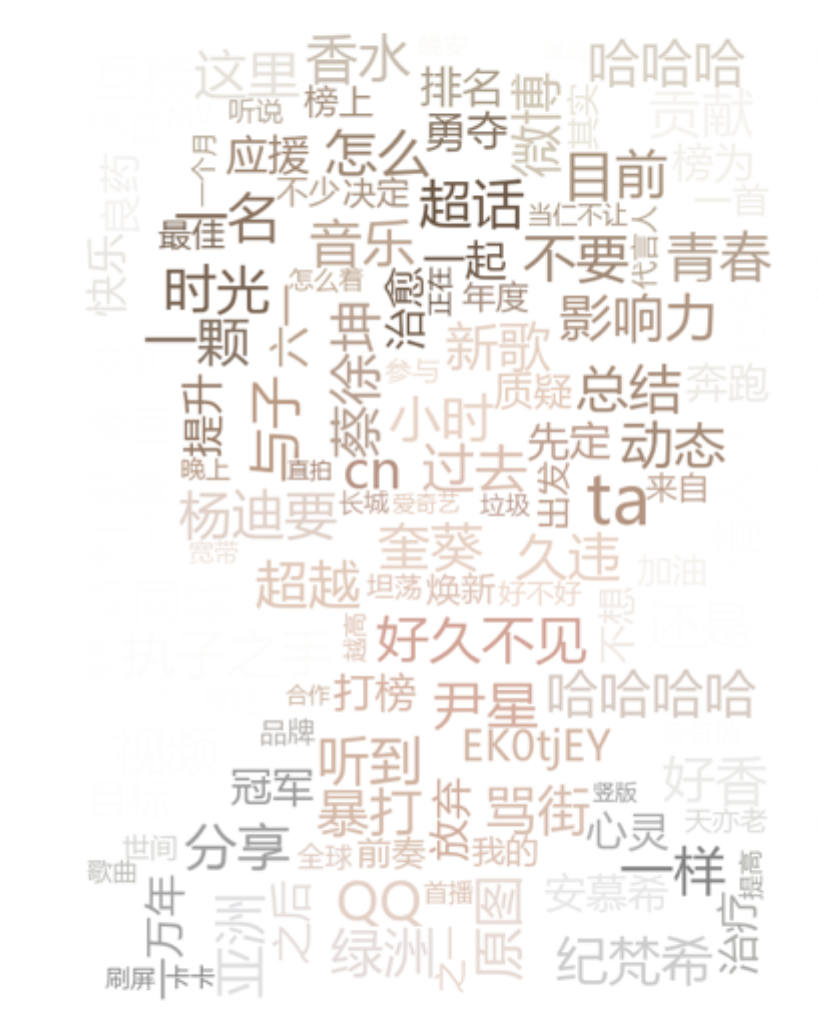 晚安
这里
香水
哈哈哈
排名
微博
其实
听说
榜上
贡献
勇夺
一个月
应援
怎么
目前
榜为
良药
不少
决定
超话
一首
一名
当仁不让
代言人
最佳
音乐
一起
不要
青春
快乐
时光
怎么看
治愈
正在
年度
影响力
一颗
六一
蔡徐坤
新歌
参与
质疑
总结
奔跑
提升
与子
小时
先定
动态
晚上
直拍
cn
过去
出发
ta
来自
杨迪要
长城
爱奇艺
垃圾
宽带
奎葵
久违
超越
坦荡
焕新
好不好
加油
越高
好久不见
不想
还是
执子之手
合作
打榜
尹星
哈哈哈哈
品牌
听到
EK0tjEY
视频
冠军
好香
暴打
放弃
骂街
竖版
目标
心灵
天亦老
世间
分享
全球
前奏
我的
歌曲
一样
提高
万年
亚洲
之后
QQ
首播
原图
安慕希
治疗
绿洲
之一
纪梵希
刷屏
卡卡